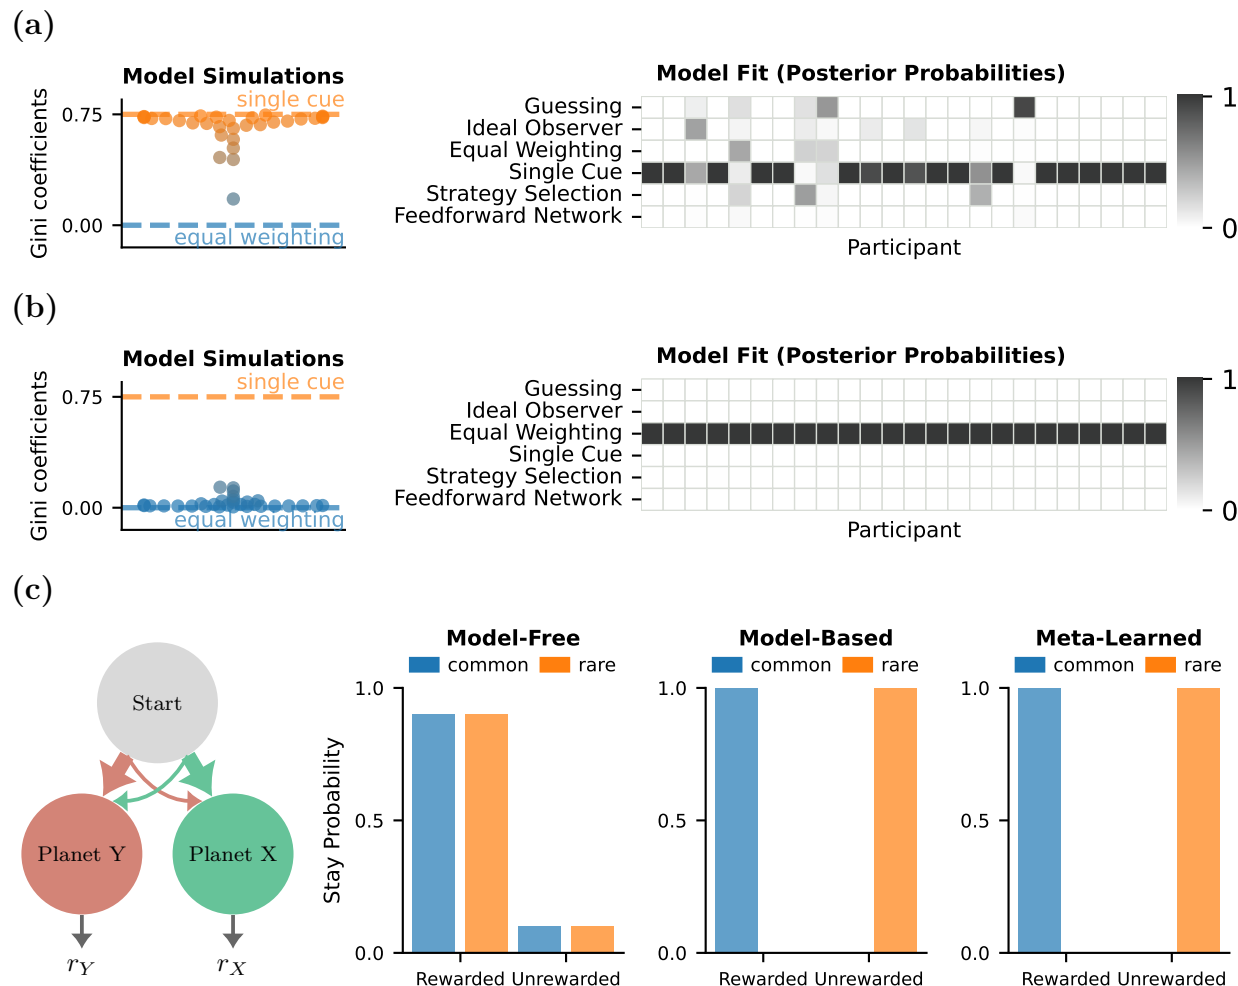 (a)
Model Simulations
single cue
0.75
0.00
Gini coefficients
equal weighting
Model Fit (Posterior Probabilities)
Guessing
Ideal Observer
Equal Weighting
Single Cue
Strategy Selection
Feedforward Network
Participant
1
0
(b)
Model Simulations
single cue
0.75
0.00
Gini coefficients
equal weighting
Model Fit (Posterior Probabilities)
Guessing
Ideal Observer
Equal Weighting
Single Cue
Strategy Selection
Feedforward Network
Participant
1
0
(c)
Start
Planet Y
Planet X
r_Y
r_X
Model-Free
common rare
1.0
0.5
0.0
Stay Probability
Rewarded Unrewarded
Model-Based
common rare
1.0
0.5
0.0
Rewarded Unrewarded
Meta-Learned
common rare
1.0
0.5
0.0
Rewarded Unrewarded